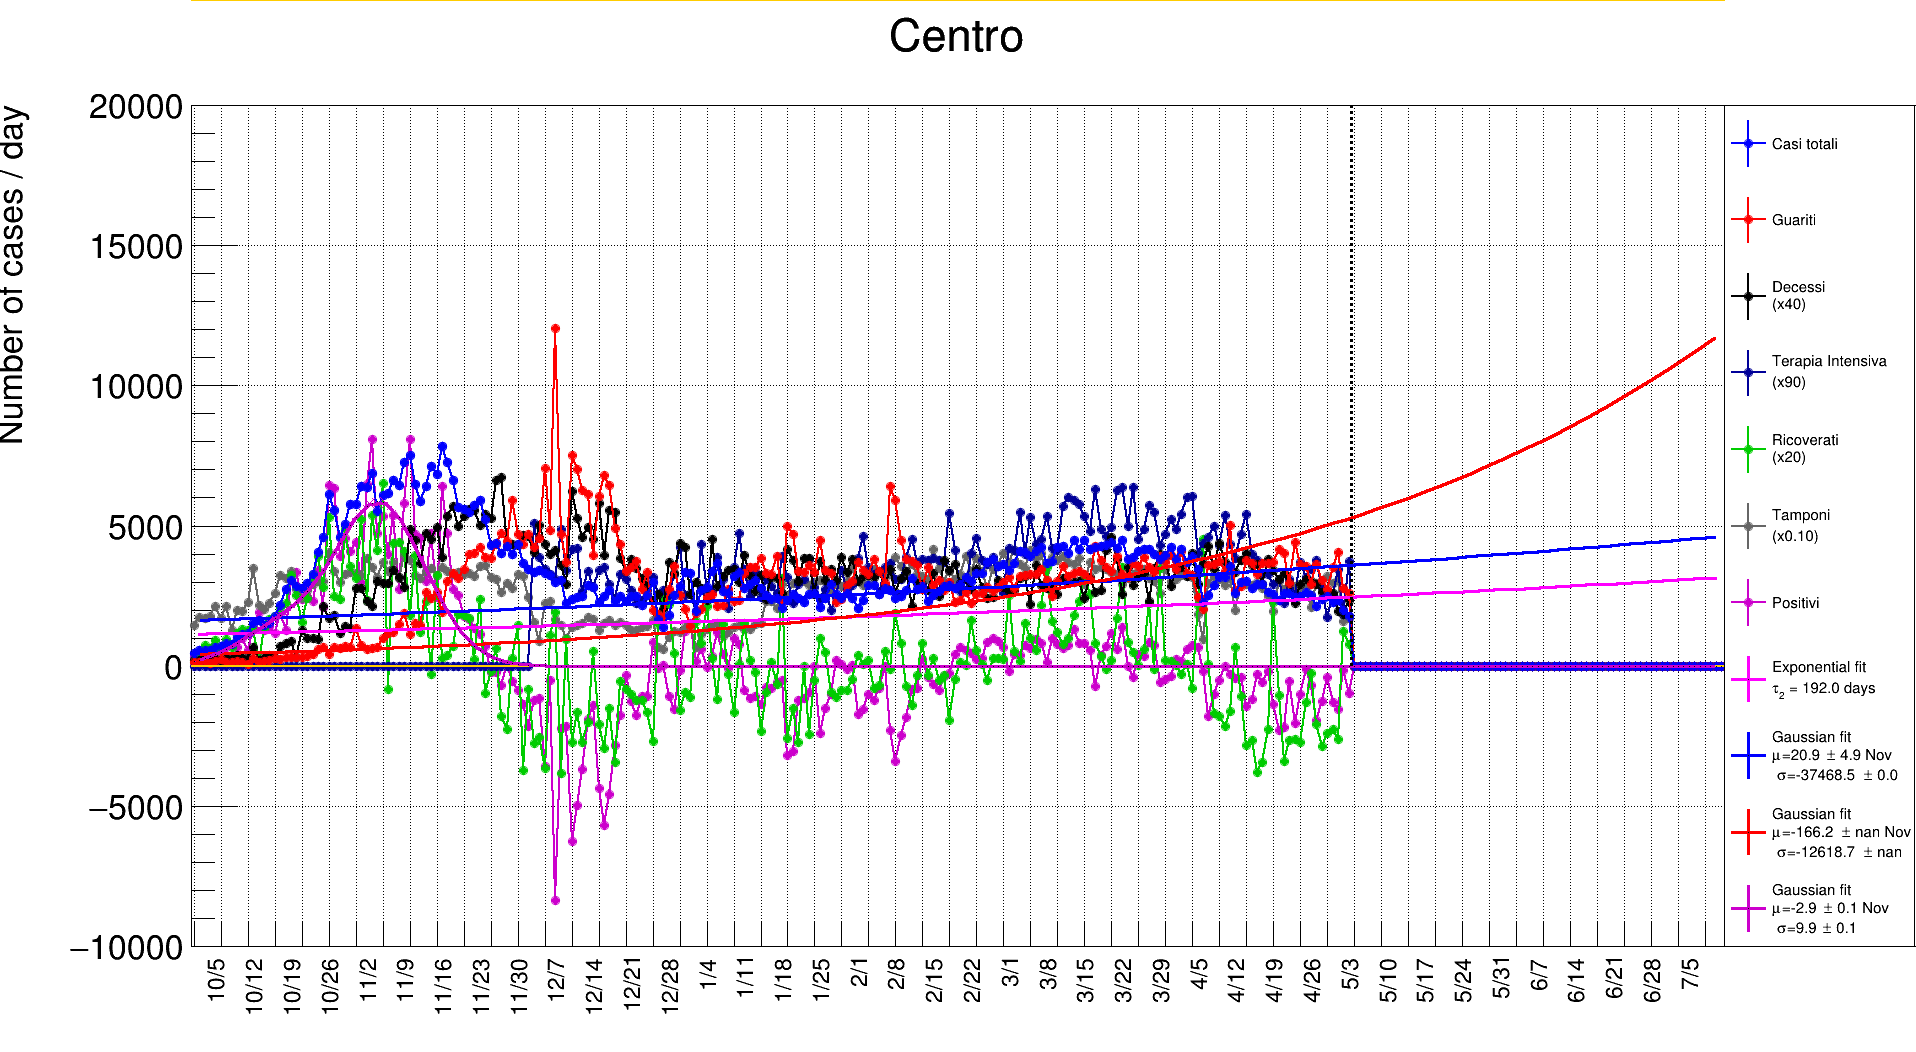 Centro
Number of cases / day
20000
15000
10000
5000
0
−5000
−10000
10/5
10/12
10/19
10/26
11/2
11/9
11/16
11/23
11/30
12/7
12/14
12/21
12/28
1/4
1/11
1/18
1/25
2/1
2/8
2/15
2/22
3/1
3/8
3/15
3/22
3/29
4/5
4/12
4/19
4/26
5/3
5/10
5/17
5/24
5/31
6/7
6/14
6/21
6/28
7/5
Casi totali
Guariti
Decessi
(x40)
Terapia Intensiva
(x90)
Ricoverati
(x20)
Tamponi
(x0.10)
Positivi
Exponential fit
τ2 = 192.0 days
Gaussian fit
μ=20.9 ± 4.9 Nov
σ=-37468.5 ± 0.0
Gaussian fit
μ=-166.2 ± nan Nov
σ=-12618.7 ± nan
Gaussian fit
μ=-2.9 ± 0.1 Nov
σ=9.9 ± 0.1